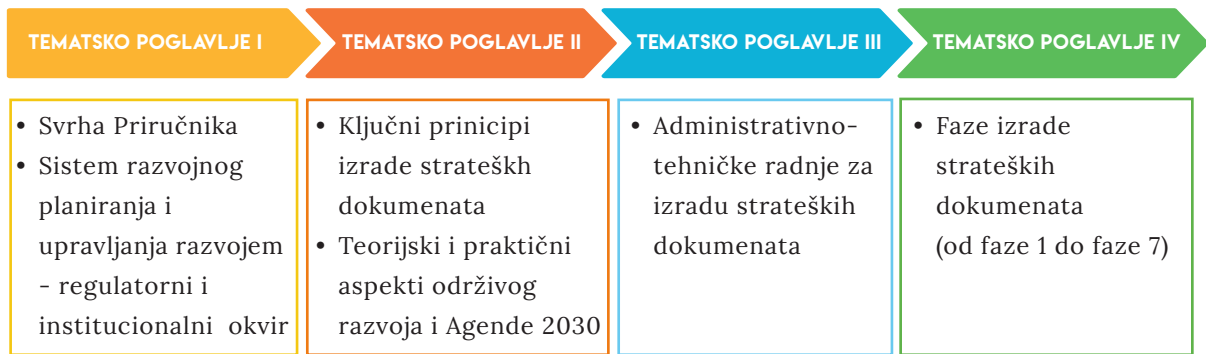 TEMATSKO POGLAVLJE I
TEMATSKO POGLAVLJE II
TEMATSKO POGLAVLJE III
TEMATSKO POGLAVLJE IV
• Svrha Priručnika
• Sistem razvojnog
planiranja i
upravljanja razvojem
- regulatorni i
institucionalni okvir
• Ključni prinicipi
izrade strateškh
dokumenata
• Teorijski i praktični
aspekti održivog
razvoja i Agende 2030
• Administrativno-
tehničke radnje za
izradu strateških
dokumenata
• Faze izrade
strateških
dokumenata
(od faze 1 do faze 7)